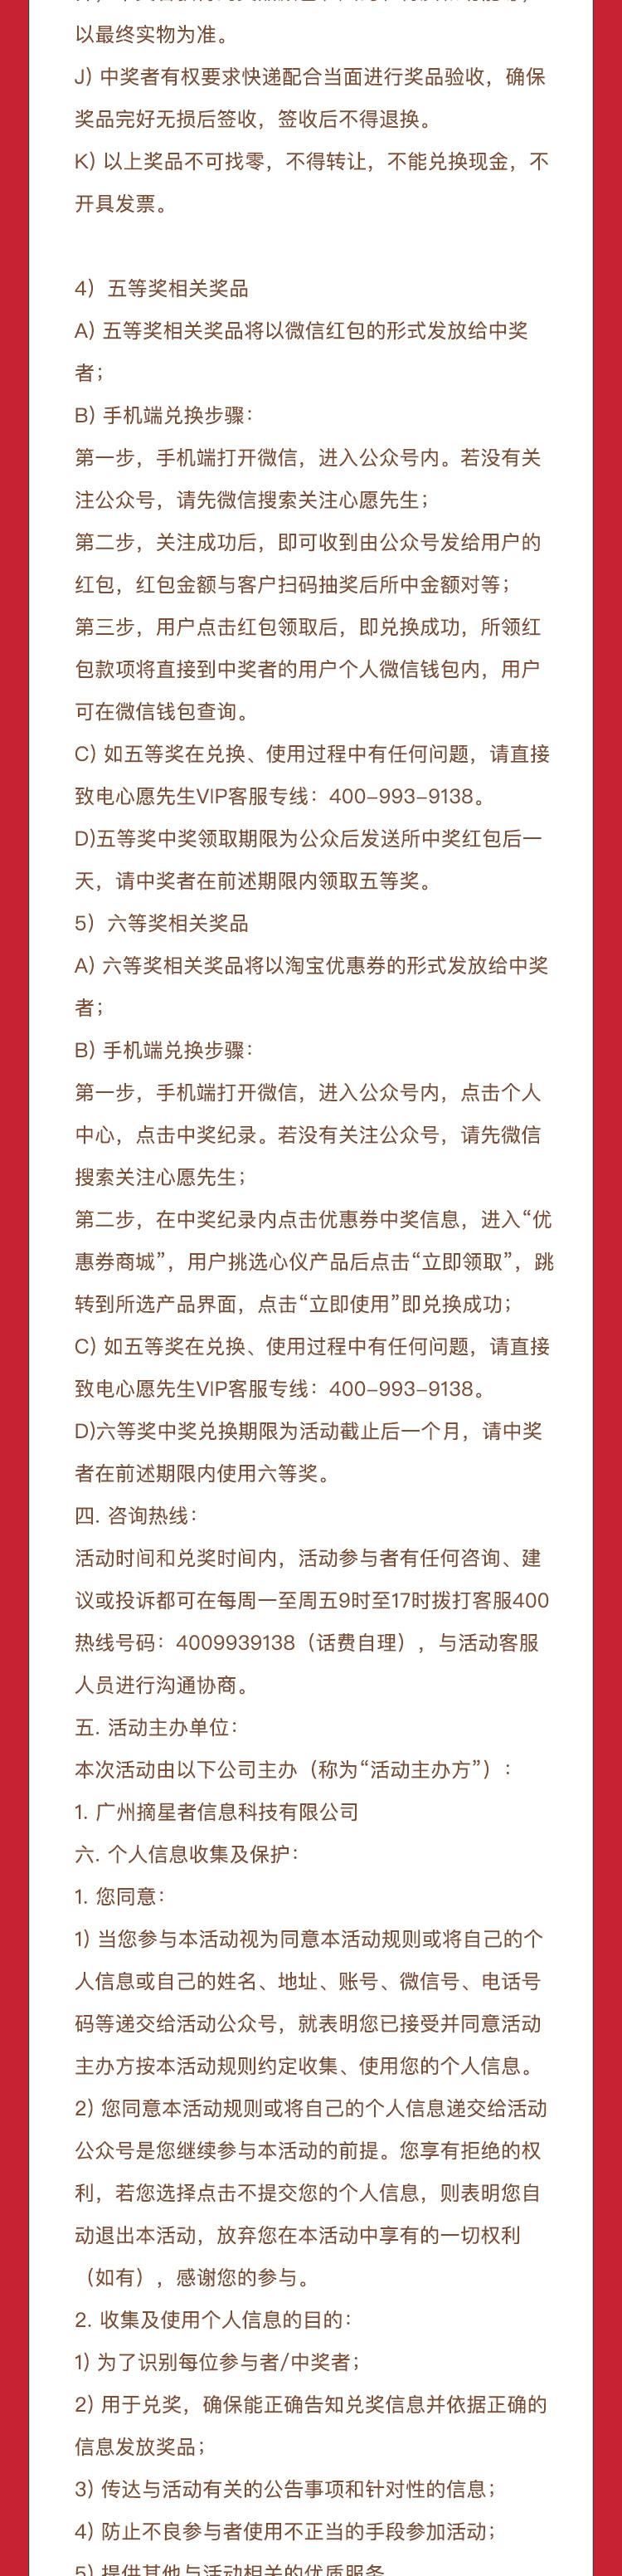 以最终实物为准。
J) 中奖者有权要求快递配合当面进行奖品验收，确保
奖品完好无损后签收，签收后不得退换。
K) 以上奖品不可找零，不得转让，不能兑换现金，不
开具发票。
4）五等奖相关奖品
A) 五等奖相关奖品将以微信红包的形式发放给中奖
者；
B) 手机端兑换步骤：
第一步，手机端打开微信，进入公众号内。若没有关
注公众号，请先微信搜索关注心愿先生；
第二步，关注成功后，即可收到由公众号发给用户的
红包，红包金额与客户扫码抽奖后所中金额对等；
第三步，用户点击红包领取后，即兑换成功，所领红
包款项将直接到中奖者的用户个人微信钱包内，用户
可在微信钱包查询。
C) 如五等奖在兑换、使用过程中有任何问题，请直接
致电心愿先生VIP客服专线：400-993-9138。
D)五等奖中奖领取期限为公众后发送所中奖红包后一
天，请中奖者在前述期限内领取五等奖。
5）六等奖相关奖品
A) 六等奖相关奖品将以淘宝优惠券的形式发放给中奖
者；
B) 手机端兑换步骤：
第一步，手机端打开微信，进入公众号内，点击个人
中心，点击中奖纪录。若没有关注公众号，请先微信
搜索关注心愿先生；
第二步，在中奖纪录内点击优惠券中奖信息，进入“优
惠券商城”，用户挑选心仪产品后点击“立即领取”，跳
转到所选产品界面，点击“立即使用”即兑换成功；
C) 如五等奖在兑换、使用过程中有任何问题，请直接
致电心愿先生VIP客服专线：400-993-9138。
D)六等奖中奖兑换期限为活动截止后一个月，请中奖
者在前述期限内使用六等奖。
四. 咨询热线：
活动时间和兑奖时间内，活动参与者有任何咨询、建
议或投诉都可在每周一至周五9时至17时拨打客服400
热线号码：4009939138（话费自理），与活动客服
人员进行沟通协商。
五. 活动主办单位：
本次活动由以下公司主办（称为“活动主办方”）：
1. 广州摘星者信息科技有限公司
六. 个人信息收集及保护：
1. 您同意：
1) 当您参与本活动视为同意本活动规则或将自己的个
人信息或自己的姓名、地址、账号、微信号、电话号
码等递交给活动公众号，就表明您已接受并同意活动
主办方按本活动规则约定收集、使用您的个人信息。
2) 您同意本活动规则或将自己的个人信息递交给活动
公众号是您继续参与本活动的前提。您享有拒绝的权
利，若您选择点击不提交您的个人信息，则表明您自
动退出本活动，放弃您在本活动中享有的一切权利
（如有），感谢您的参与。
2. 收集及使用个人信息的目的：
1) 为了识别每位参与者/中奖者；
2) 用于兑奖，确保能正确告知兑奖信息并依据正确的
信息发放奖品；
3) 传达与活动有关的公告事项和针对性的信息；
4) 防止不良参与者使用不正当的手段参加活动；
5) 提供其他与活动相关的优质服务